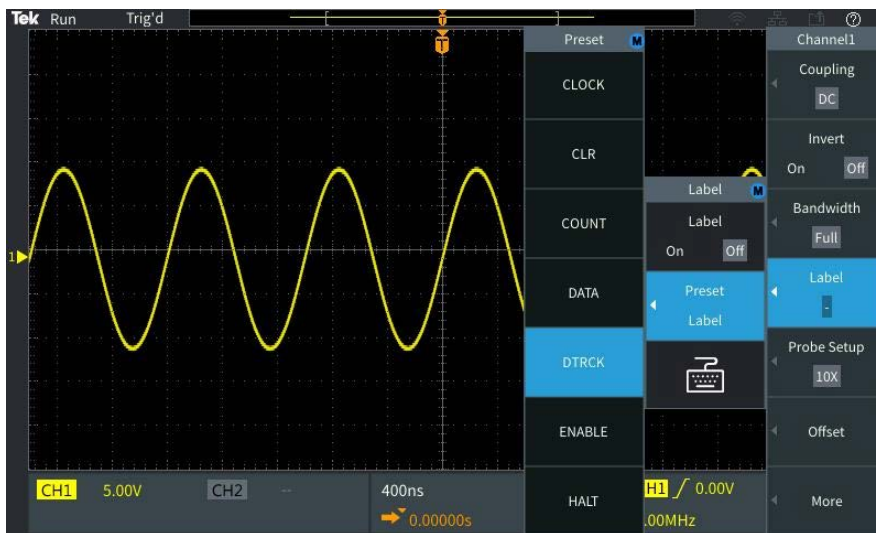 Tek Run Trig'd
T
T
Preset M
CLOCK
CLR
COUNT
DATA
DTRCK
ENABLE
HALT
Label M
Label
On Off
Preset
Label
Channel1
Coupling
DC
Invert
On Off
Bandwidth
Full
Label
-
Probe Setup
10X
Offset
More
1
CH1 5.00V CH2 --
400ns
0.00000s
H1 0.00V
.00MHz
?